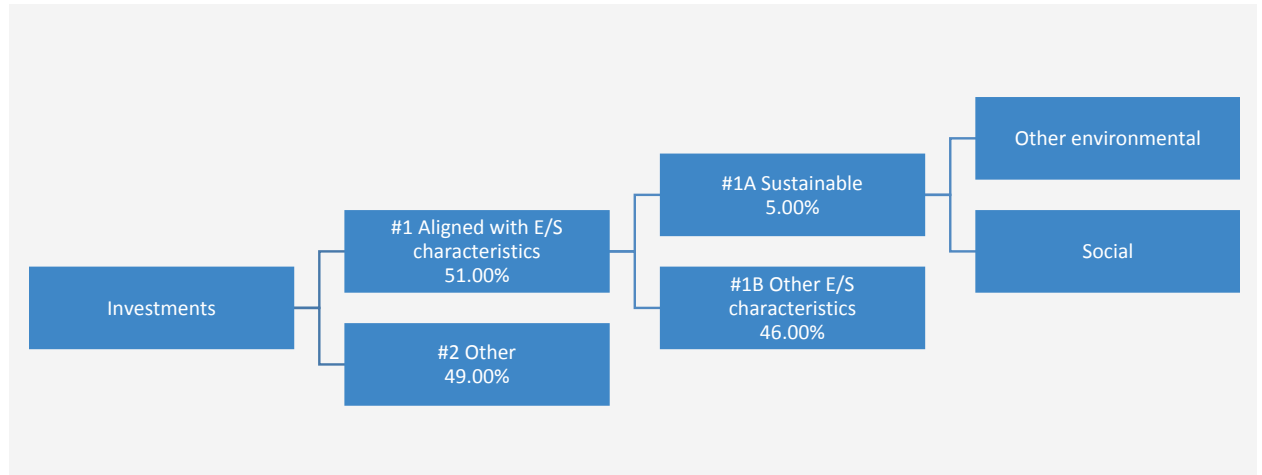 Investments
#1 Aligned with E/S
characteristics
51.00%
#2 Other
49.00%
#1A Sustainable
5.00%
#1B Other E/S
characteristics
46.00%
Other environmental
Social